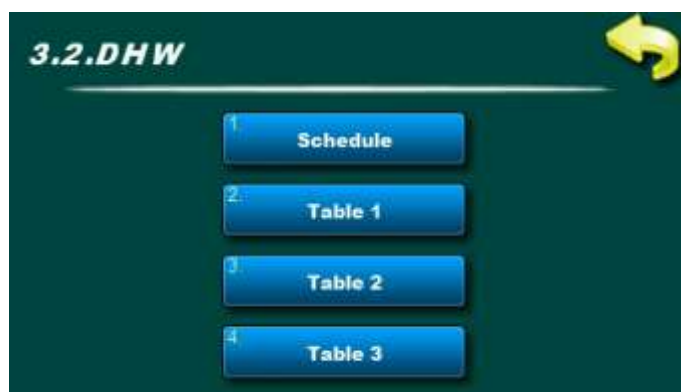 3.2.DHW
1.
Schedule
2.
Table 1
3.
Table 2
4.
Table 3